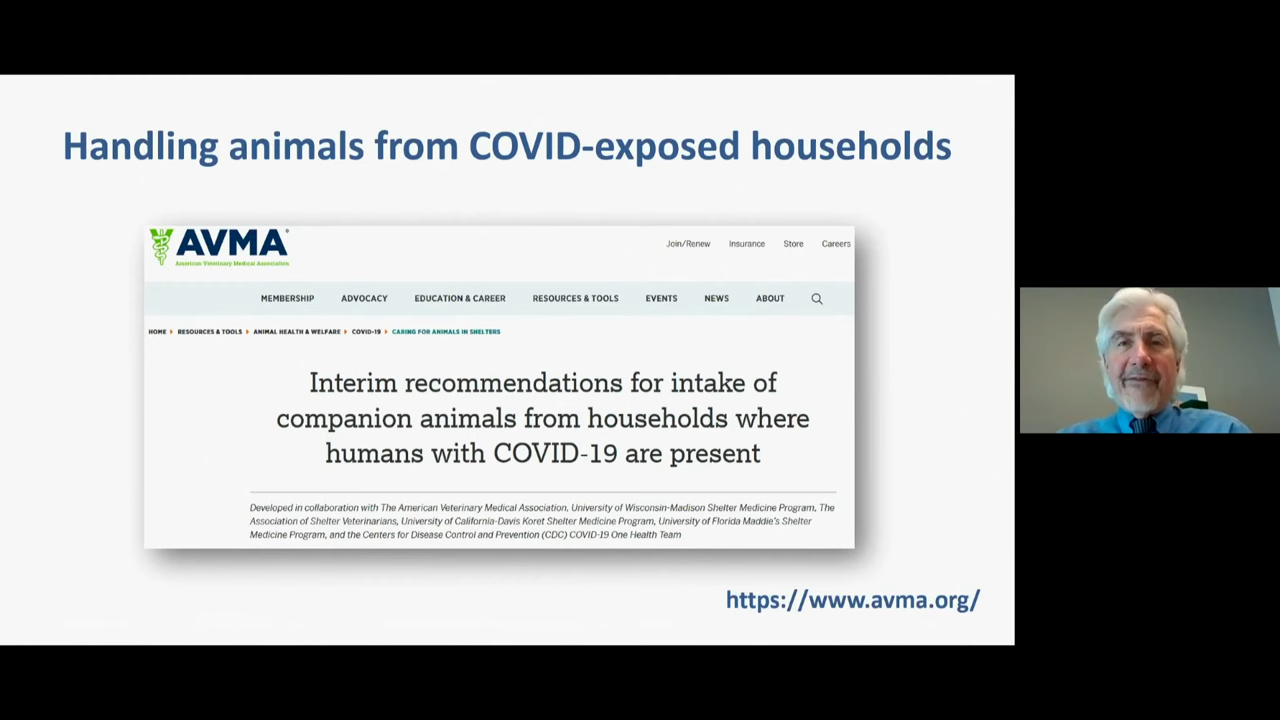 Handling animals from COVID-exposed households
AVMA
American Veterinary Medical Association
Join/Renew Insurance Store Careers
MEMBERSHIP ADVOCACY EDUCATION & CAREER RESOURCES & TOOLS EVENTS NEWS ABOUT
HOME RESOURCES & TOOLS ANIMAL HEALTH & WELFARE COVID-19 CARING FOR ANIMALS IN SHELTERS
Interim recommendations for intake of
companion animals from households where
humans with COVID-19 are present
Developed in collaboration with The American Veterinary Medical Association, University of Wisconsin-Madison Shelter Medicine Program, The
Association of Shelter Veterinarians, University of California-Davis Koret Shelter Medicine Program, University of Florida Maddie's Shelter
Medicine Program, and the Centers for Disease Control and Prevention (CDC) COVID-19 One Health Team
https://www.avma.org/